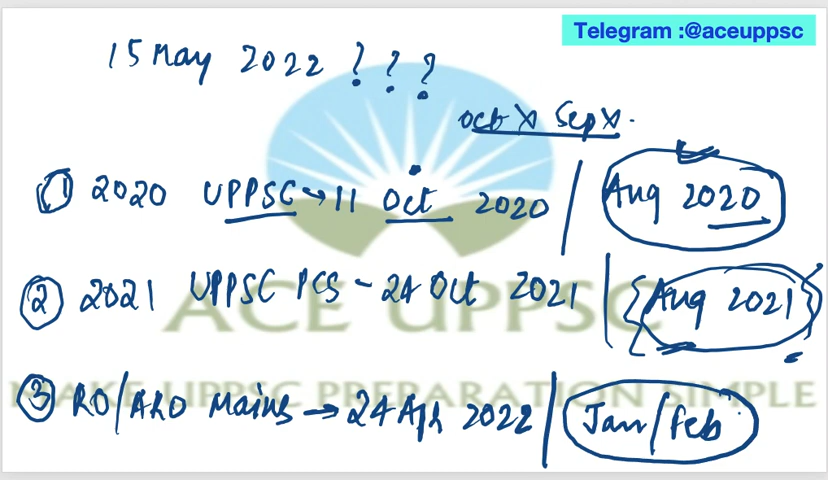 Telegram :@aceuppsc
15 May 2022 ? ? ?
Oct x Sep x.
① 2020 UPPSC → 11 Oct 2020 | Aug 2020
② 2021 UPPSC PCS - 24 Oct 2021 | {Aug 2021}
ACE UPPSC
MAKE UPPSC PREPARATION SIMPLE
③ RO/ARO Mains → 24 Apr 2022 | Jan/Feb